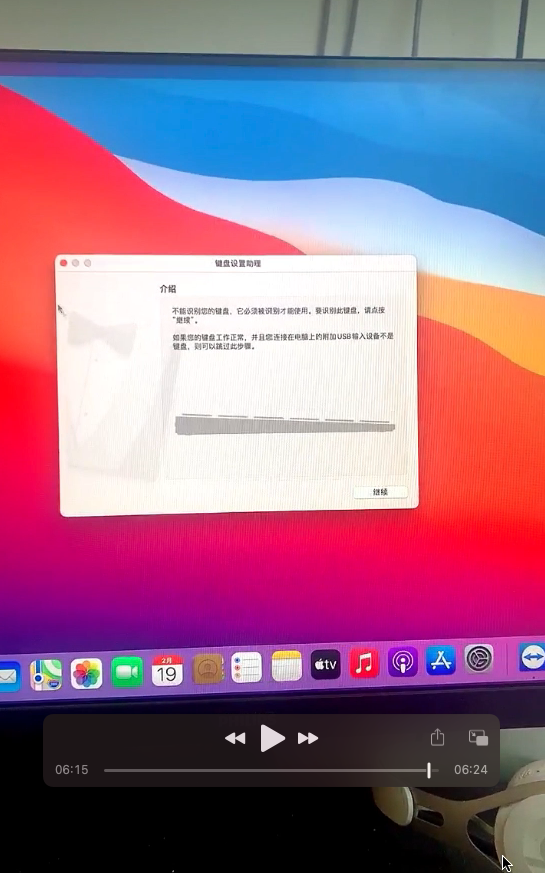 键盘设置助理
介绍
不能识别您的键盘，它必须被识别才能使用。要识别此键盘，请点按
“继续”。
如果您的键盘工作正常，并且您连接在电脑上的附加USB输入设备不是
键盘，则可以跳过此步骤。
继续
2月
19
tv
06:15
06:24